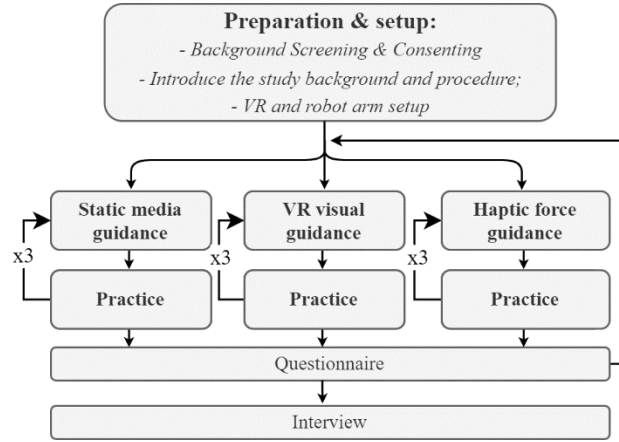 Preparation & setup:
- Background Screening & Consenting
- Introduce the study background and procedure;
- VR and robot arm setup
Static media
guidance
VR visual
guidance
Haptic force
guidance
x3
x3
x3
Practice
Practice
Practice
Questionnaire
Interview